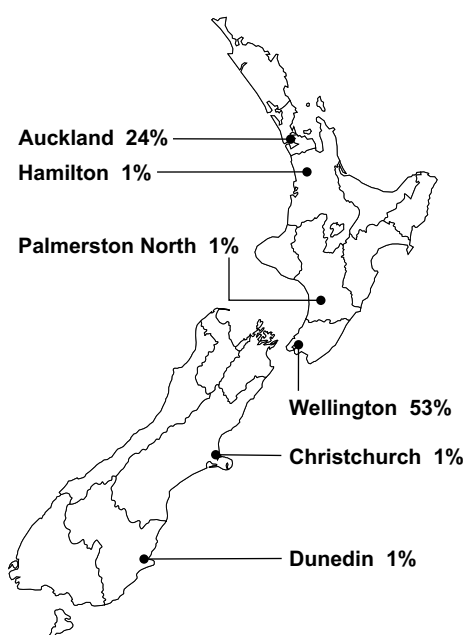 Auckland 24%
Hamilton 1%
Palmerston North 1%
Wellington 53%
Christchurch 1%
Dunedin 1%